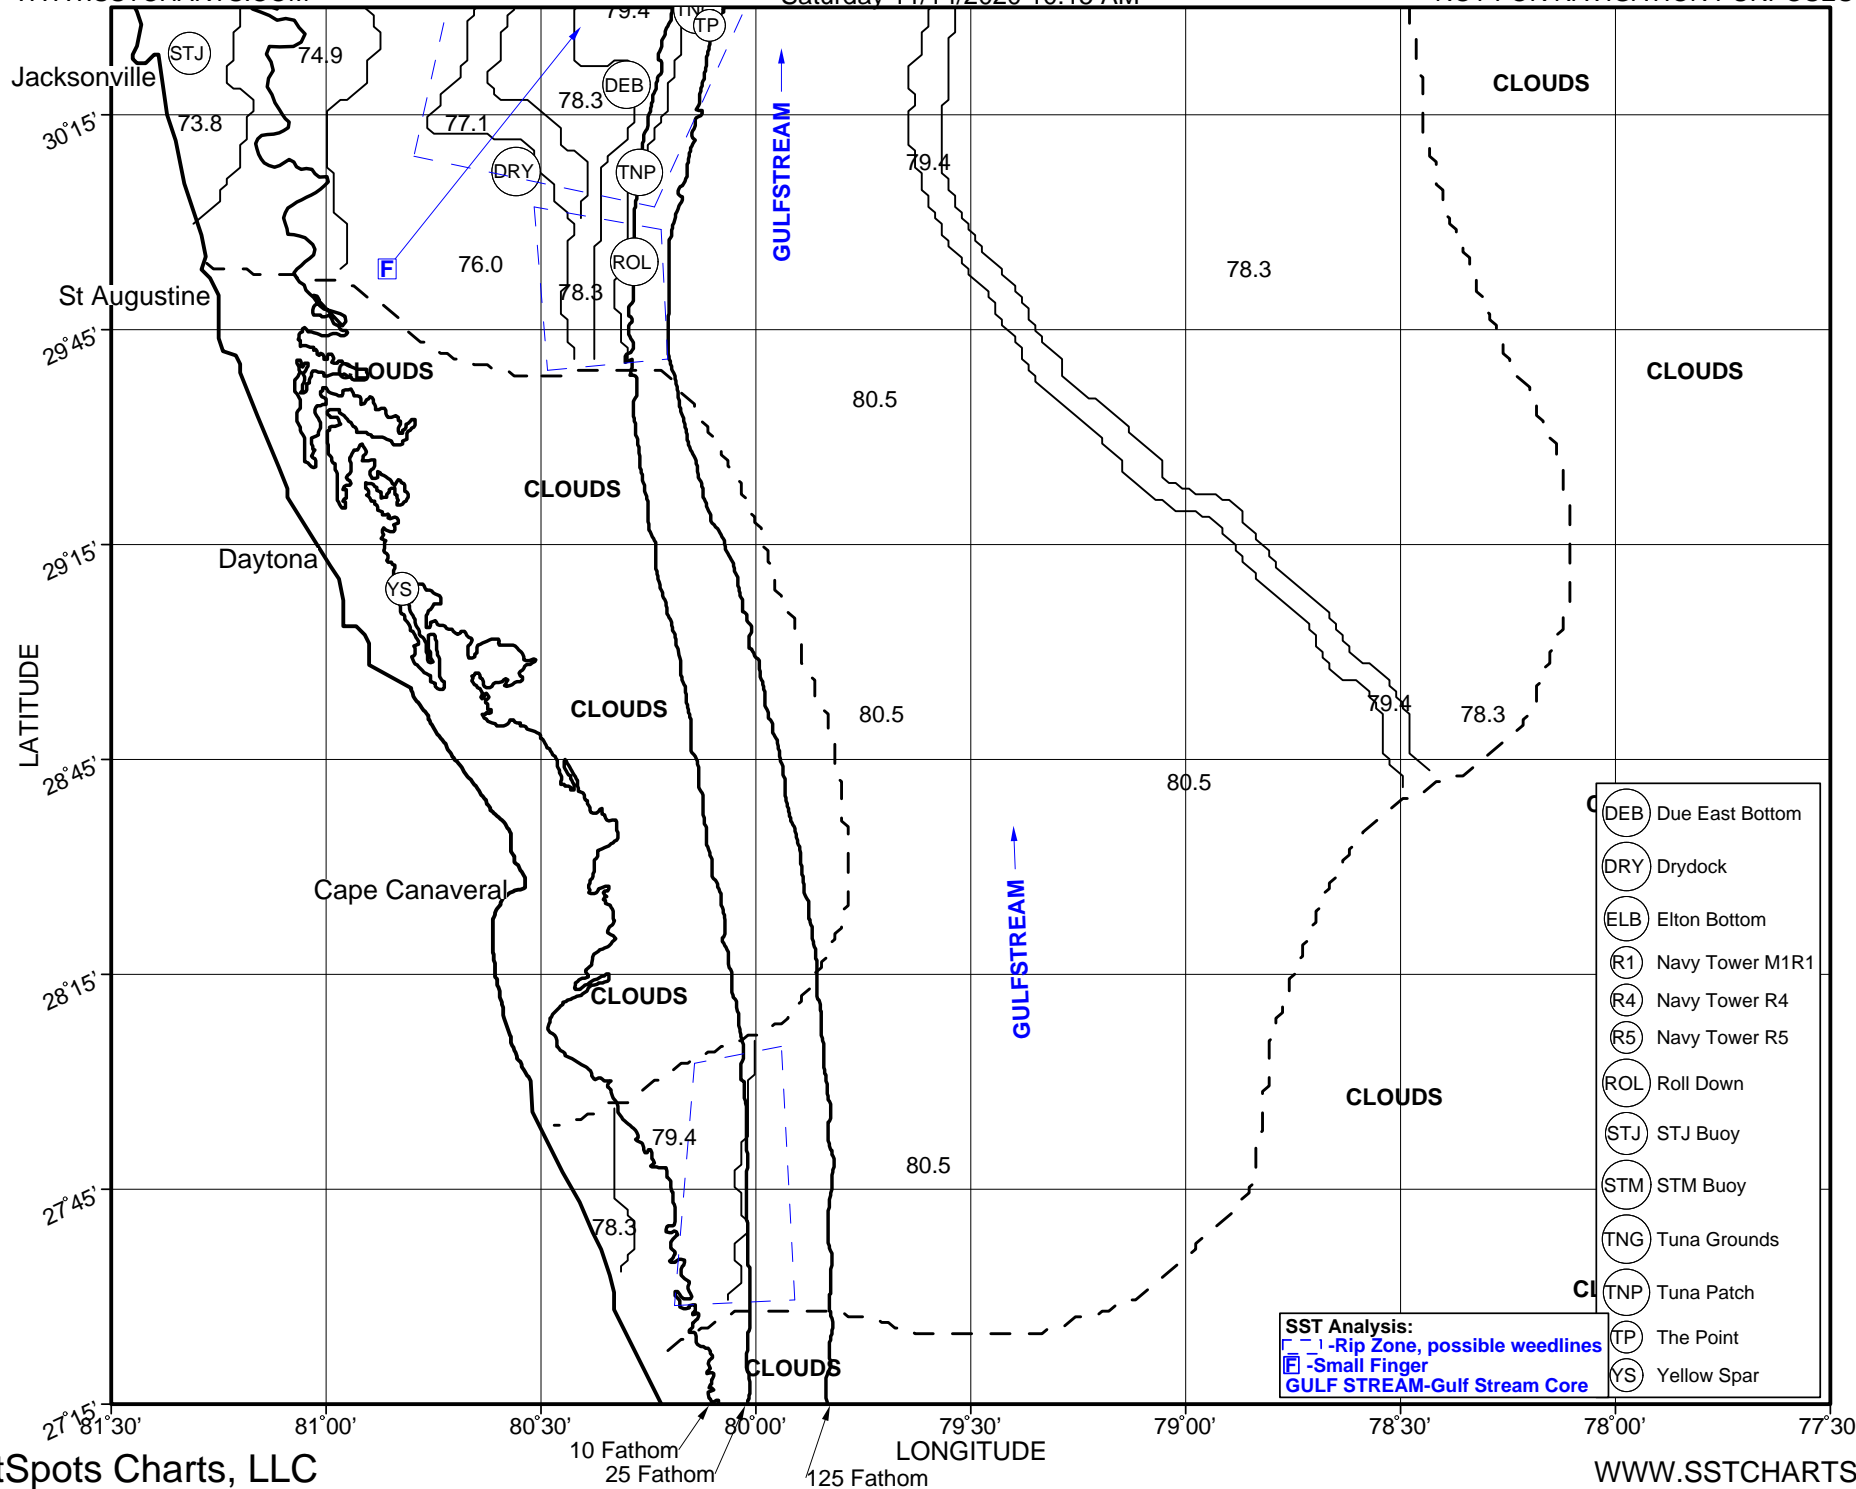 79.4
TP
STJ
74.9
Jacksonville
DEB
CLOUDS
78.3
30°15'
73.8
77.1
GULFSTREAM
79.4
DRY
TNP
76.0
F
ROL
78.3
78.3
St Augustine
29°45'
CLOUDS
CLOUDS
80.5
CLOUDS
29°15'
Daytona
YS
LATITUDE
CLOUDS
80.5
79.4
78.3
28°45'
80.5
Cape Canaveral
GULFSTREAM
28°15'
CLOUDS
CLOUDS
79.4
80.5
27°45'
78.3
CLOUDS
27°15'
DEB Due East Bottom
DRY Drydock
ELB Elton Bottom
R1 Navy Tower M1R1
R4 Navy Tower R4
R5 Navy Tower R5
ROL Roll Down
STJ STJ Buoy
STM STM Buoy
TNG Tuna Grounds
TNP Tuna Patch
TP The Point
YS Yellow Spar
SST Analysis:
-Rip Zone, possible weedlines
F -Small Finger
GULF STREAM-Gulf Stream Core
81°30' 81°00' 80°30' 80°00' 79°30' 79°00' 78°30' 78°00' 77°30'
10 Fathom
25 Fathom
125 Fathom
LONGITUDE
tSpots Charts, LLC
WWW.SSTCHARTS